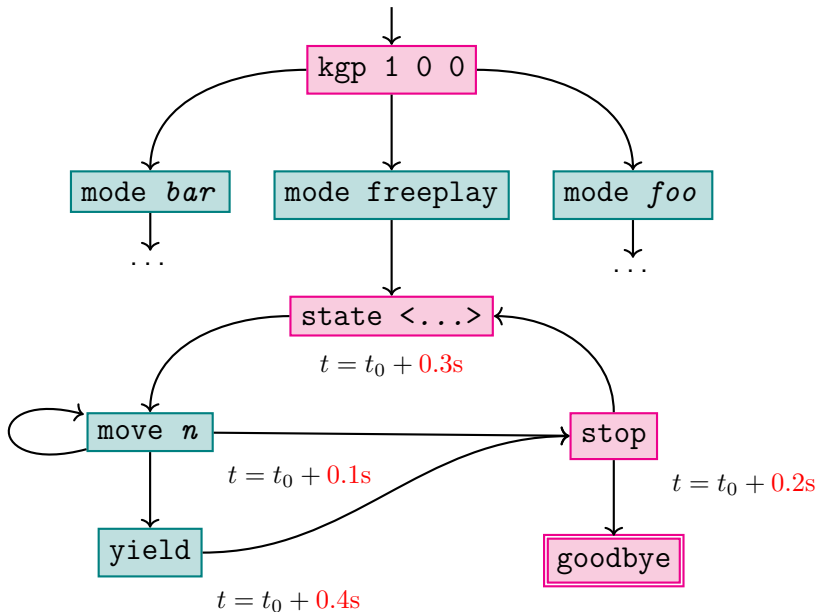 kgp 1 0 0
mode bar
mode freeplay
mode foo
...
...
state <...>
t = t₀ + 0.3s
move n
stop
t = t₀ + 0.1s
t = t₀ + 0.2s
yield
goodbye
t = t₀ + 0.4s